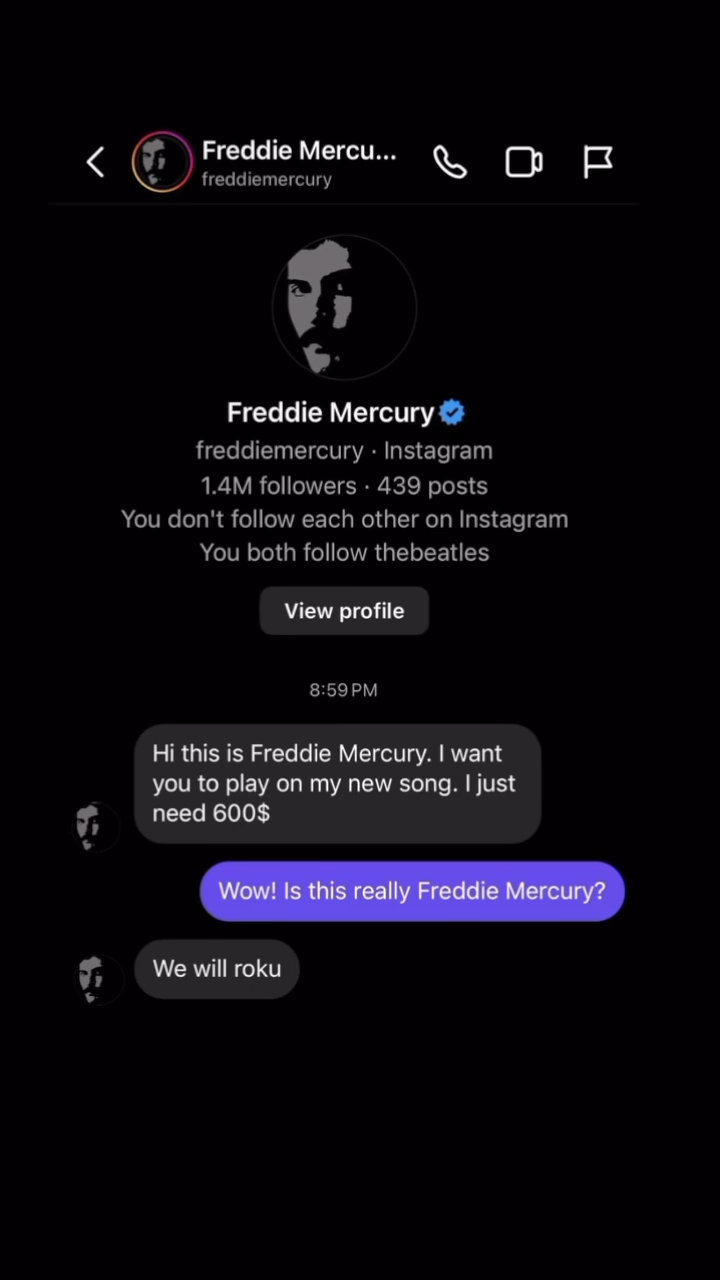 Freddie Mercu...
freddiemercury
Freddie Mercury
freddiemercury · Instagram
1.4M followers · 439 posts
You don't follow each other on Instagram
You both follow thebeatles
View profile
8:59 PM
Hi this is Freddie Mercury. I want
you to play on my new song. I just
need 600$
Wow! Is this really Freddie Mercury?
We will roku